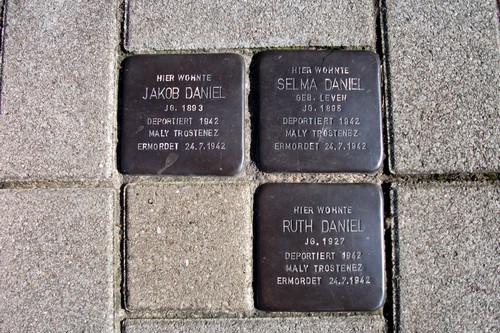 HIER WOHNTE
JAKOB DANIEL
JG. 1893
DEPORTIERT 1942
MALY TROSTENEZ
ERMORDET 24.7.1942
HIER WOHNTE
SELMA DANIEL
GEB. LEVEN
JG. 1895
DEPORTIERT 1942
MALY TROSTENEZ
ERMORDET 24.7.1942
HIER WOHNTE
RUTH DANIEL
JG. 1927
DEPORTIERT 1942
MALY TROSTENEZ
ERMORDET 24.7.1942